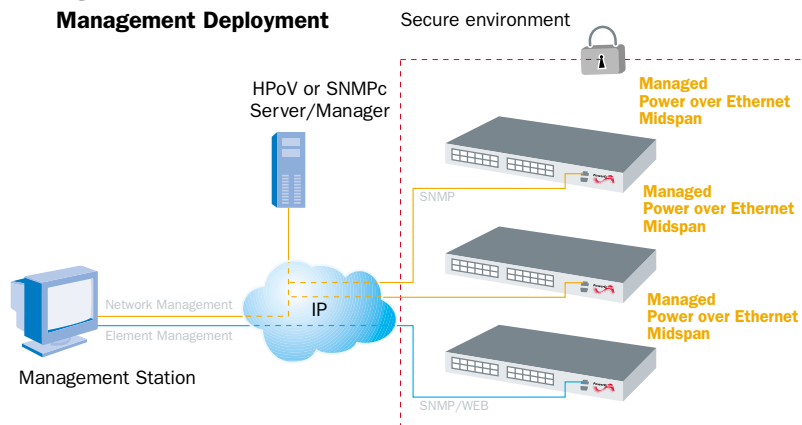 Management Deployment
Secure environment
HPoV or SNMPc
Server/Manager
Managed
Power over Ethernet
Midspan
SNMP
Managed
Power over Ethernet
Midspan
Network Management
IP
Element Management
Managed
Power over Ethernet
Midspan
Management Station
SNMP/WEB